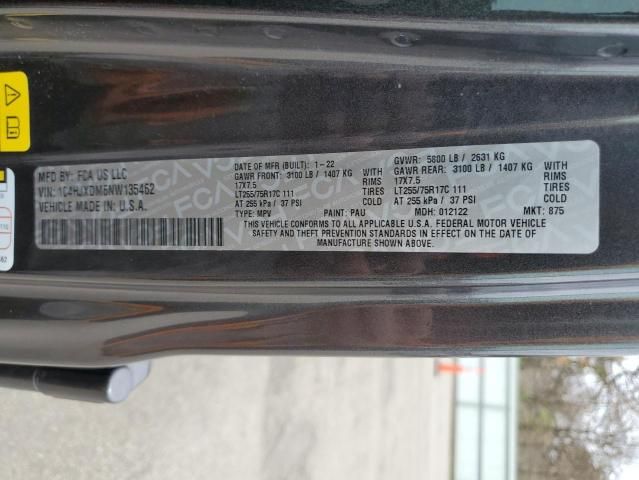 MFD BY: FCA US LLC
VIN: 1C4HJXDM5NW135452
VEHICLE MADE IN: U.S.A.
DATE OF MFR (BUILT): 1-22
GAWR FRONT: 3100 LB / 1407 KG WITH
17X7.5 RIMS
LT255/75R17C 111
AT 255 kPa / 37 PSI COLD
TYPE: MPV PAINT: PAU
GVWR: 5800 LB / 2631 KG
GAWR REAR: 3100 LB / 1407 KG WITH
17X7.5 RIMS
LT255/75R17C 111
AT 255 kPa / 37 PSI COLD
MDH: 012122 MKT: 875
THIS VEHICLE CONFORMS TO ALL APPLICABLE U.S.A. FEDERAL MOTOR VEHICLE
SAFETY AND THEFT PREVENTION STANDARDS IN EFFECT ON THE DATE OF
MANUFACTURE SHOWN ABOVE.